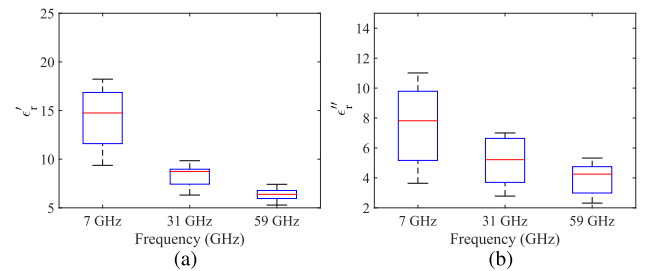 25
20
15
10
5
ϵ′r
7 GHz 31 GHz 59 GHz
Frequency (GHz)
(a)
14
12
10
8
6
4
2
ϵ″r
7 GHz 31 GHz 59 GHz
Frequency (GHz)
(b)